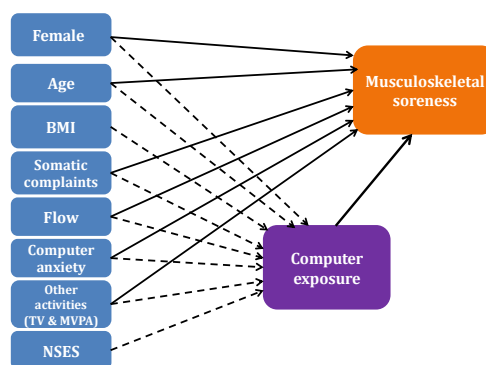 Female
Age
BMI
Somatic
complaints
Flow
Computer
anxiety
Other
activities
(TV & MVPA)
NSES
Musculoskeletal
soreness
Computer
exposure